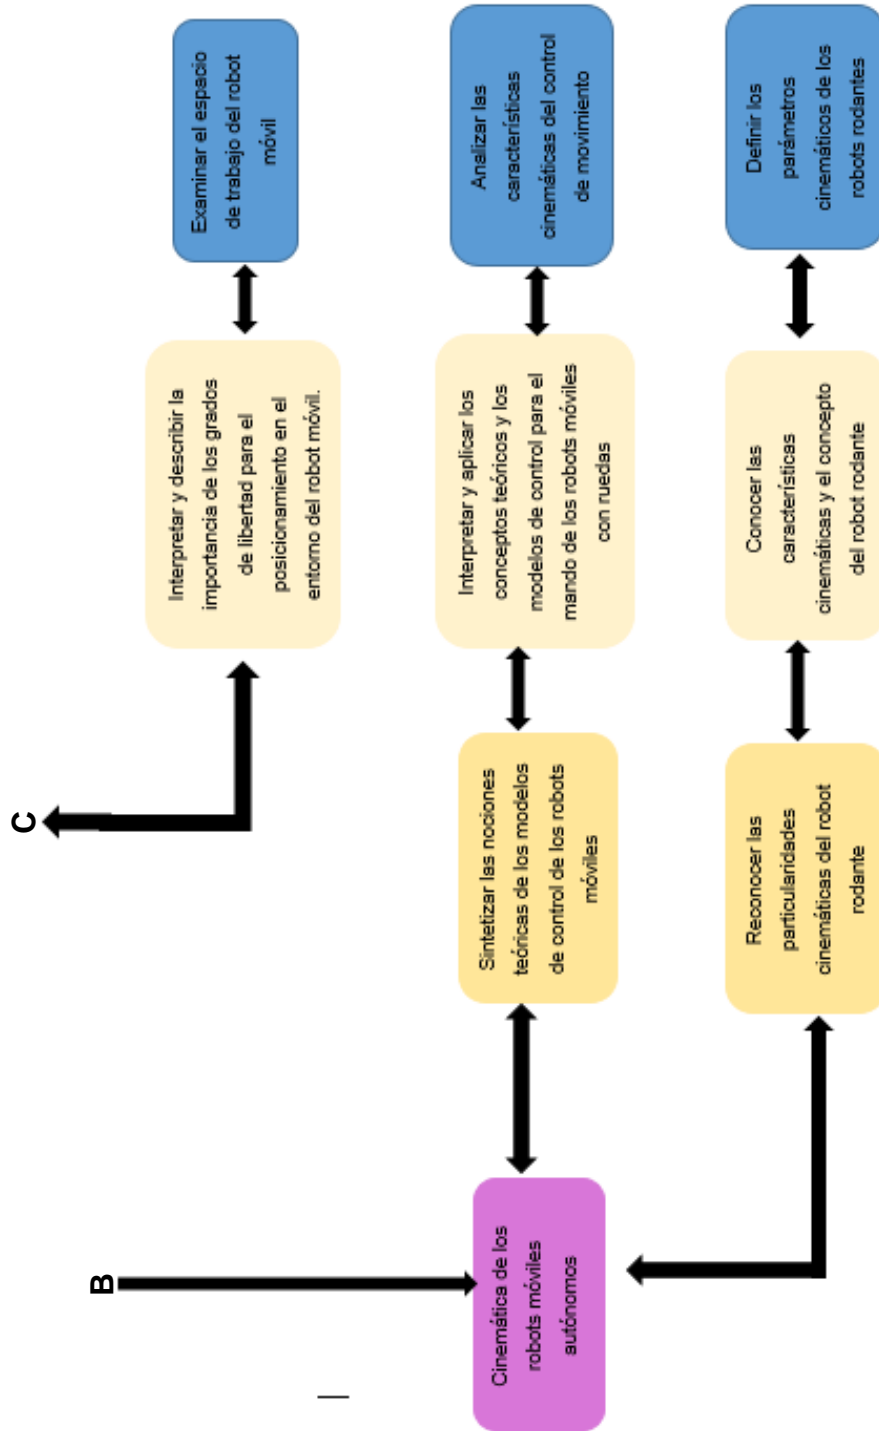 C
B
Interpretar y describir la
importancia de los grados
de libertad para el
posicionamiento en el
entorno del robot móvil.
Examinar el espacio
de trabajo del robot
móvil
Cinemática de los
robots móviles
autónomos
Sintetizar las nociones
teóricas de los modelos
de control de los robots
móviles
Interpretar y aplicar los
conceptos teóricos y los
modelos de control para el
mando de los robots móviles
con ruedas
Analizar las
características
cinemáticas del control
de movimiento
Reconocer las
particularidades
cinemáticas del robot
rodante
Conocer las
características
cinemáticas y el concepto
del robot rodante
Definir los
parámetros
cinemáticos de los
robots rodantes